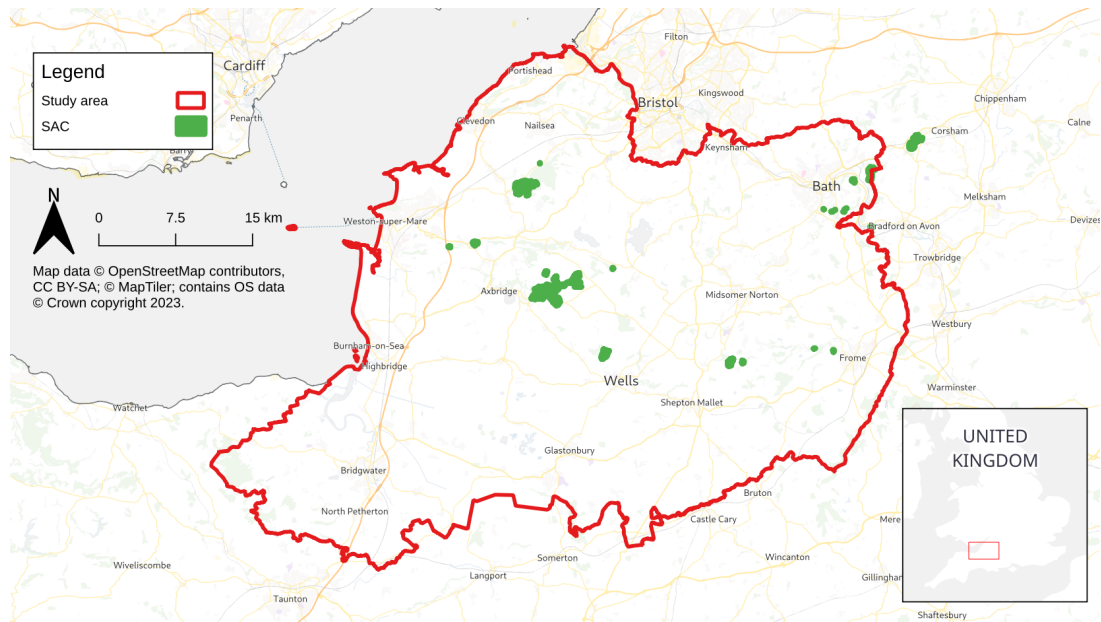 Legend
Study area
SAC
Cardiff
Penarth
Barry
N
0 7.5 15 km
Map data © OpenStreetMap contributors,
CC BY-SA; © MapTiler; contains OS data
© Crown copyright 2023.
Filton
Portishead
Kingswood
Bristol
Chippenham
Clevedon
Nailsea
Calne
Corsham
Keynsham
Bath
Melksham
Weston-super-Mare
Devizes
Bradford on Avon
Trowbridge
Axbridge
Midsomer Norton
Westbury
Burnham-on-Sea
Highbridge
Frome
Wells
Warminster
Watchet
Shepton Mallet
Glastonbury
Bridgwater
Bruton
North Petherton
Castle Cary
Mere
Somerton
Wincanton
Wiveliscombe
Langport
Gillingham
Taunton
Shaftesbury
UNITED
KINGDOM